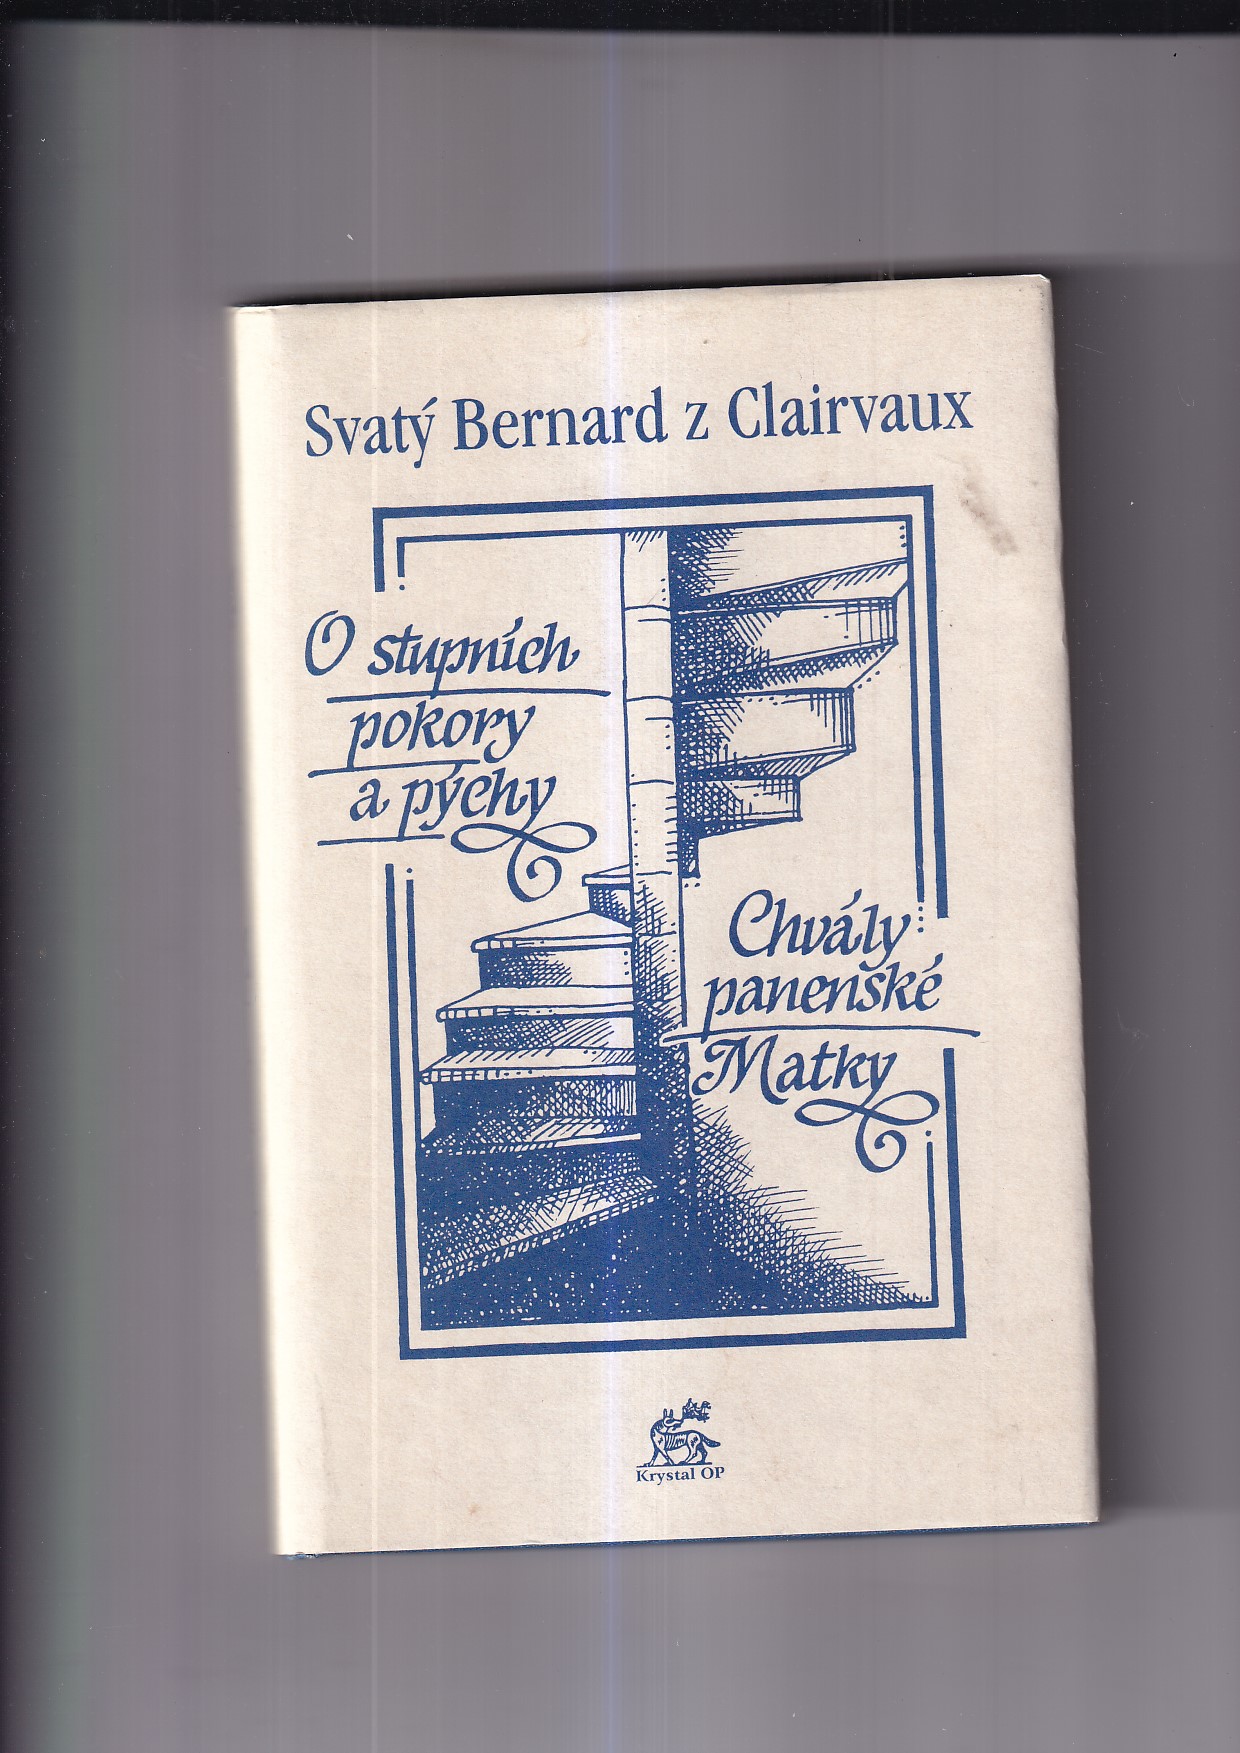 Svatý Bernard z Clairvaux
O stupních
pokory
a pýchy
Chvály
panenské
Matky
Krystal OP